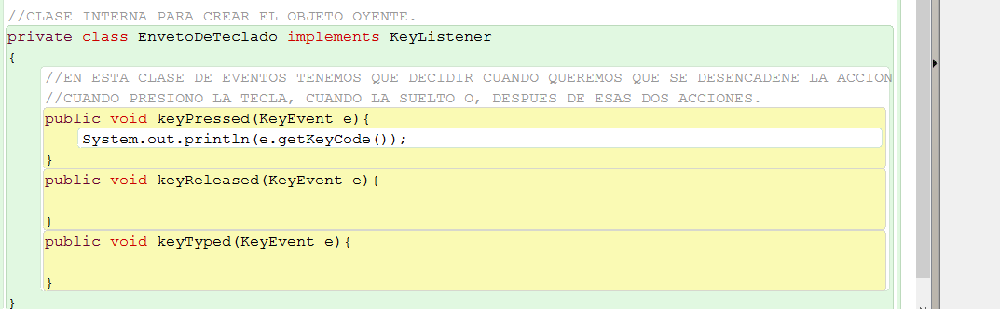 //CLASE INTERNA PARA CREAR EL OBJETO OYENTE.
private class EnvetoDeTeclado implements KeyListener
{
//EN ESTA CLASE DE EVENTOS TENEMOS QUE DECIDIR CUANDO QUEREMOS QUE SE DESENCADENE LA ACCION
//CUANDO PRESIONO LA TECLA, CUANDO LA SUELTO O, DESPUES DE ESAS DOS ACCIONES.
public void keyPressed(KeyEvent e){
System.out.println(e.getKeyCode());
}
public void keyReleased(KeyEvent e){
}
public void keyTyped(KeyEvent e){
}
}